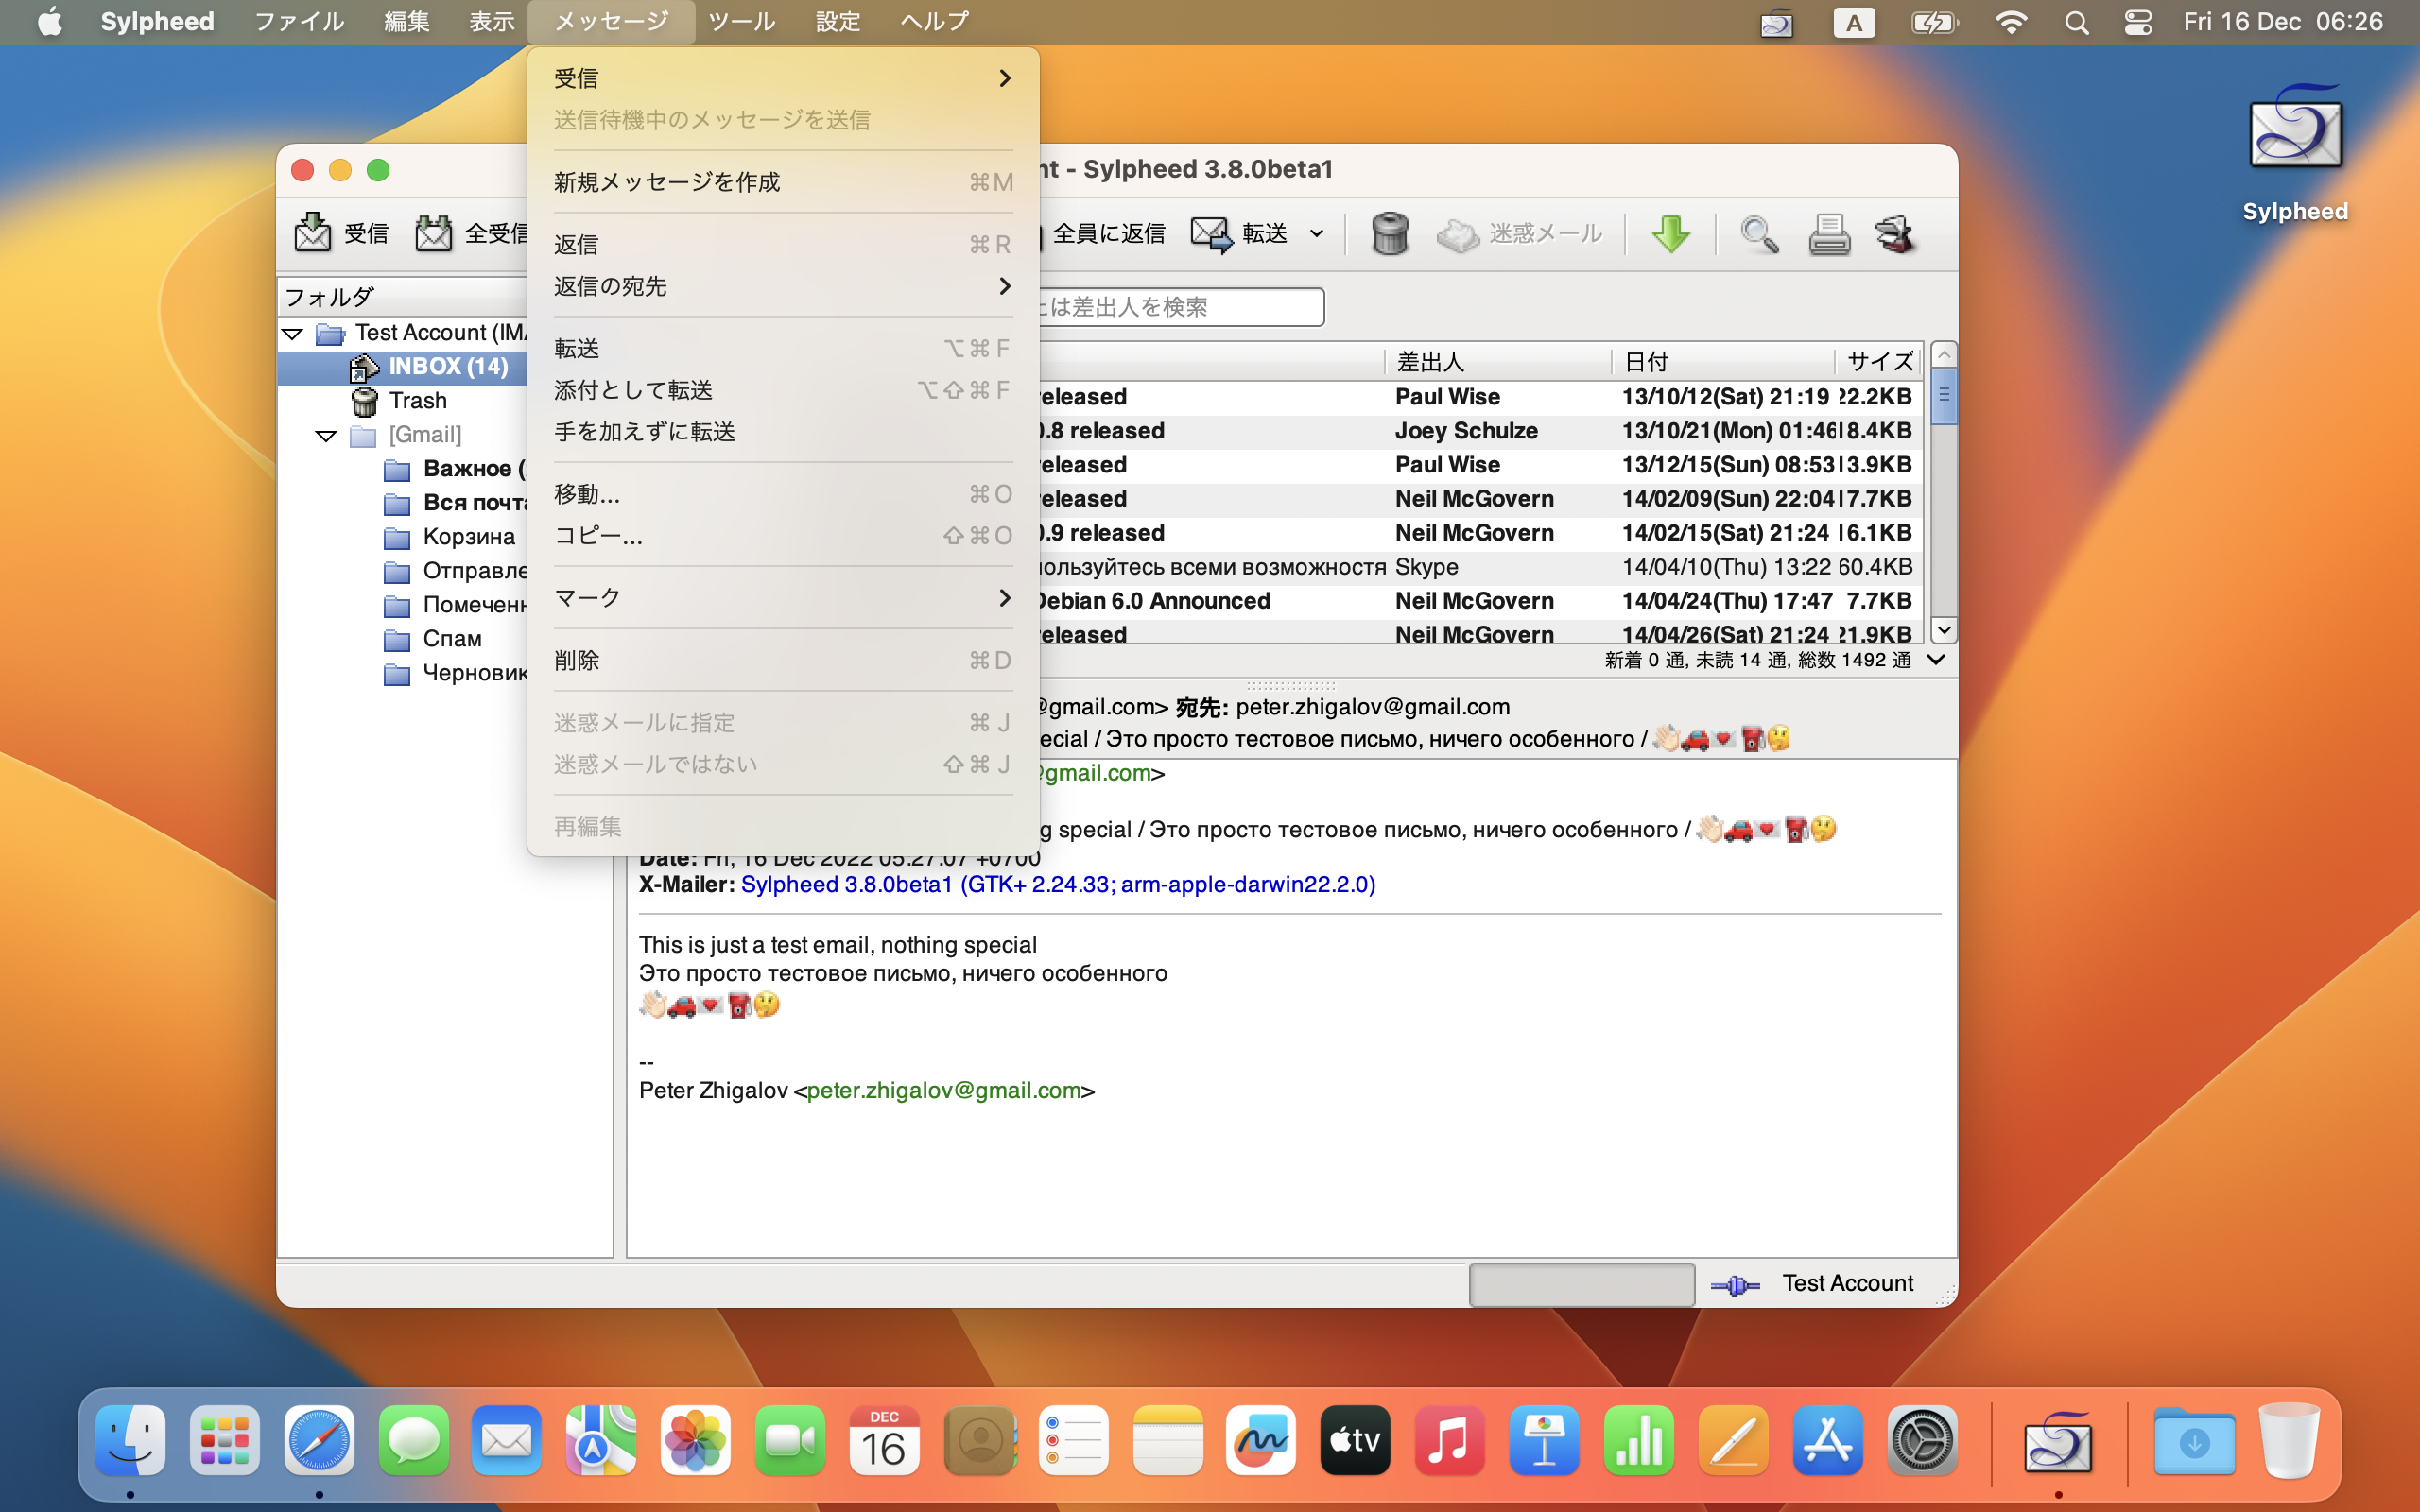 Sylpheed ファイル 編集 表示 メッセージ ツール 設定 ヘルプ A Fri 16 Dec 06:26
受信
送信待機中のメッセージを送信
新規メッセージを作成 ⌘M
返信 ⌘R
返信の宛先
転送 ⌥⌘F
添付として転送 ⌥⇧⌘F
手を加えずに転送
移動... ⌘O
コピー... ⇧⌘O
マーク
削除 ⌘D
迷惑メールに指定 ⌘J
迷惑メールではない ⇧⌘J
再編集
Sylpheed
nt - Sylpheed 3.8.0beta1
受信 全受信 全員に返信 転送 迷惑メール
フォルダ
Test Account (IMA
INBOX (14)
Trash
[Gmail]
Важное (
Вся почта
Корзина
Отправле
Помеченн
Спам
Черновик
は差出人を検索
差出人 日付 サイズ
eleased Paul Wise 13/10/12(Sat) 21:19 22.2KB
0.8 released Joey Schulze 13/10/21(Mon) 01:46 8.4KB
eleased Paul Wise 13/12/15(Sun) 08:53 3.9KB
eleased Neil McGovern 14/02/09(Sun) 22:04 7.7KB
0.9 released Neil McGovern 14/02/15(Sat) 21:24 16.1KB
пользуйтесь всеми возможностя Skype 14/04/10(Thu) 13:22 60.4KB
Debian 6.0 Announced Neil McGovern 14/04/24(Thu) 17:47 7.7KB
eleased Neil McGovern 14/04/26(Sat) 21:24 21.9KB
新着 0 通, 未読 14 通, 総数 1492 通
@gmail.com> 宛先: peter.zhigalov@gmail.com
ecial / Это просто тестовое письмо, ничего особенного / 👋🏻🚗💌⛽🤔
@gmail.com>
g special / Это просто тестовое письмо, ничего особенного / 👋🏻🚗💌⛽🤔
Date: Fri, 16 Dec 2022 05:27:07 +0700
X-Mailer: Sylpheed 3.8.0beta1 (GTK+ 2.24.33; arm-apple-darwin22.2.0)
This is just a test email, nothing special
Это просто тестовое письмо, ничего особенного
👋🏻🚗💌⛽🤔
--
Peter Zhigalov <peter.zhigalov@gmail.com>
Test Account
DEC
16
tv